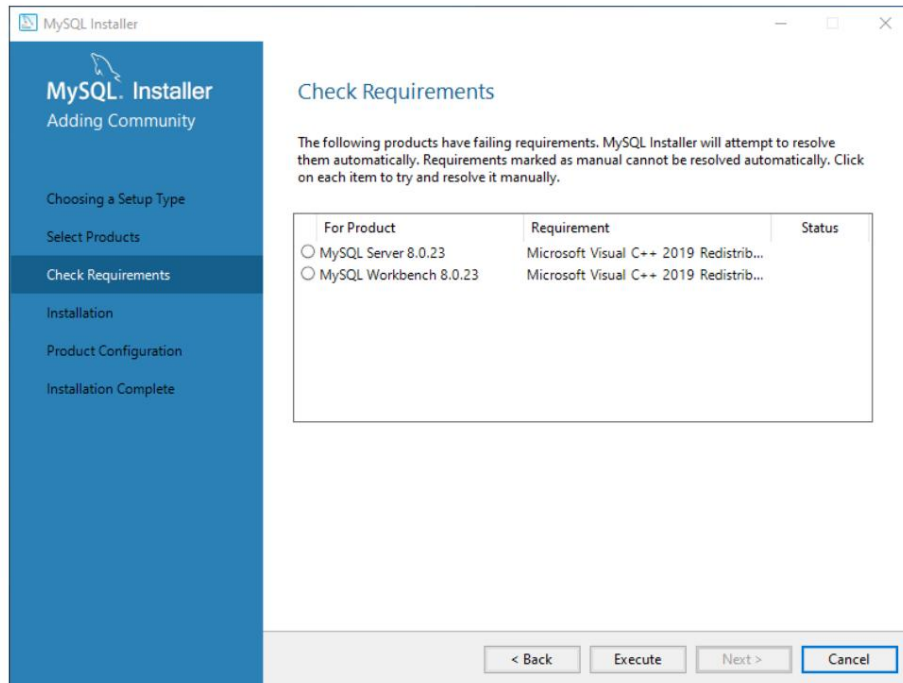 MySQL Installer
MySQL. Installer
Adding Community
Choosing a Setup Type
Select Products
Check Requirements
Installation
Product Configuration
Installation Complete
Check Requirements
The following products have failing requirements. MySQL Installer will attempt to resolve
them automatically. Requirements marked as manual cannot be resolved automatically. Click
on each item to try and resolve it manually.
For Product Requirement Status
MySQL Server 8.0.23 Microsoft Visual C++ 2019 Redistrib...
MySQL Workbench 8.0.23 Microsoft Visual C++ 2019 Redistrib...
< Back Execute Next > Cancel